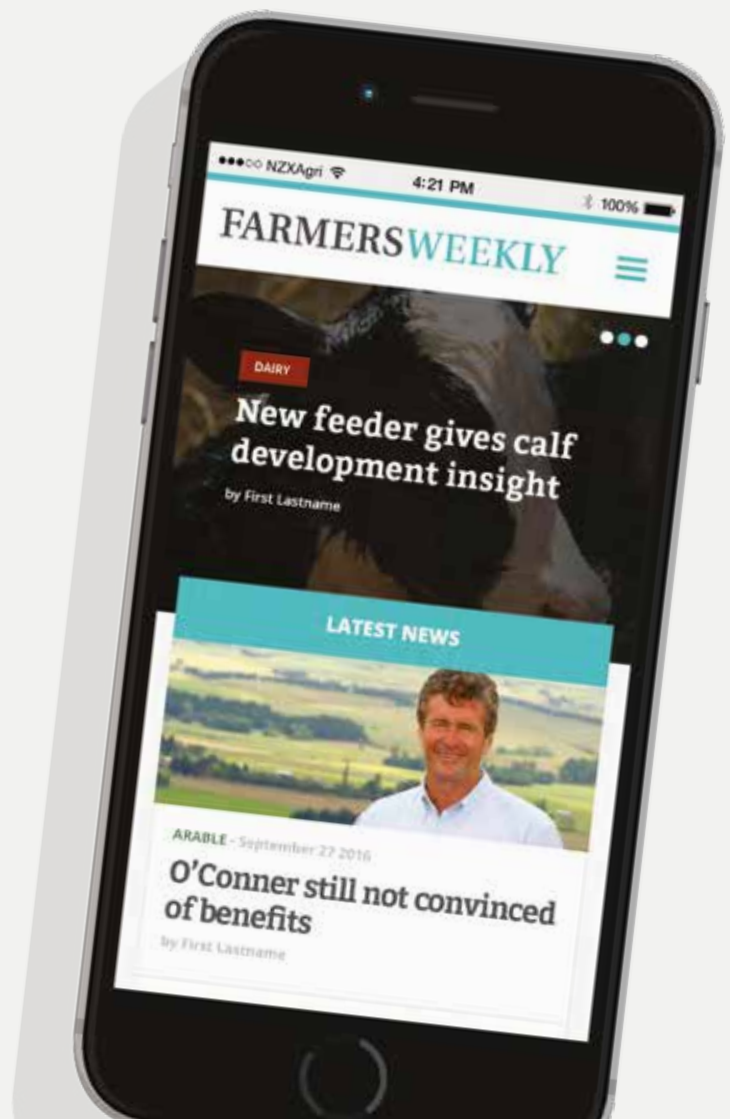 NZXAgri 4:21 PM 100%
FARMERSWEEKLY
DAIRY
New feeder gives calf
development insight
by First Lastname
LATEST NEWS
ARABLE - September 27 2016
O'Conner still not convinced
of benefits
by First Lastname